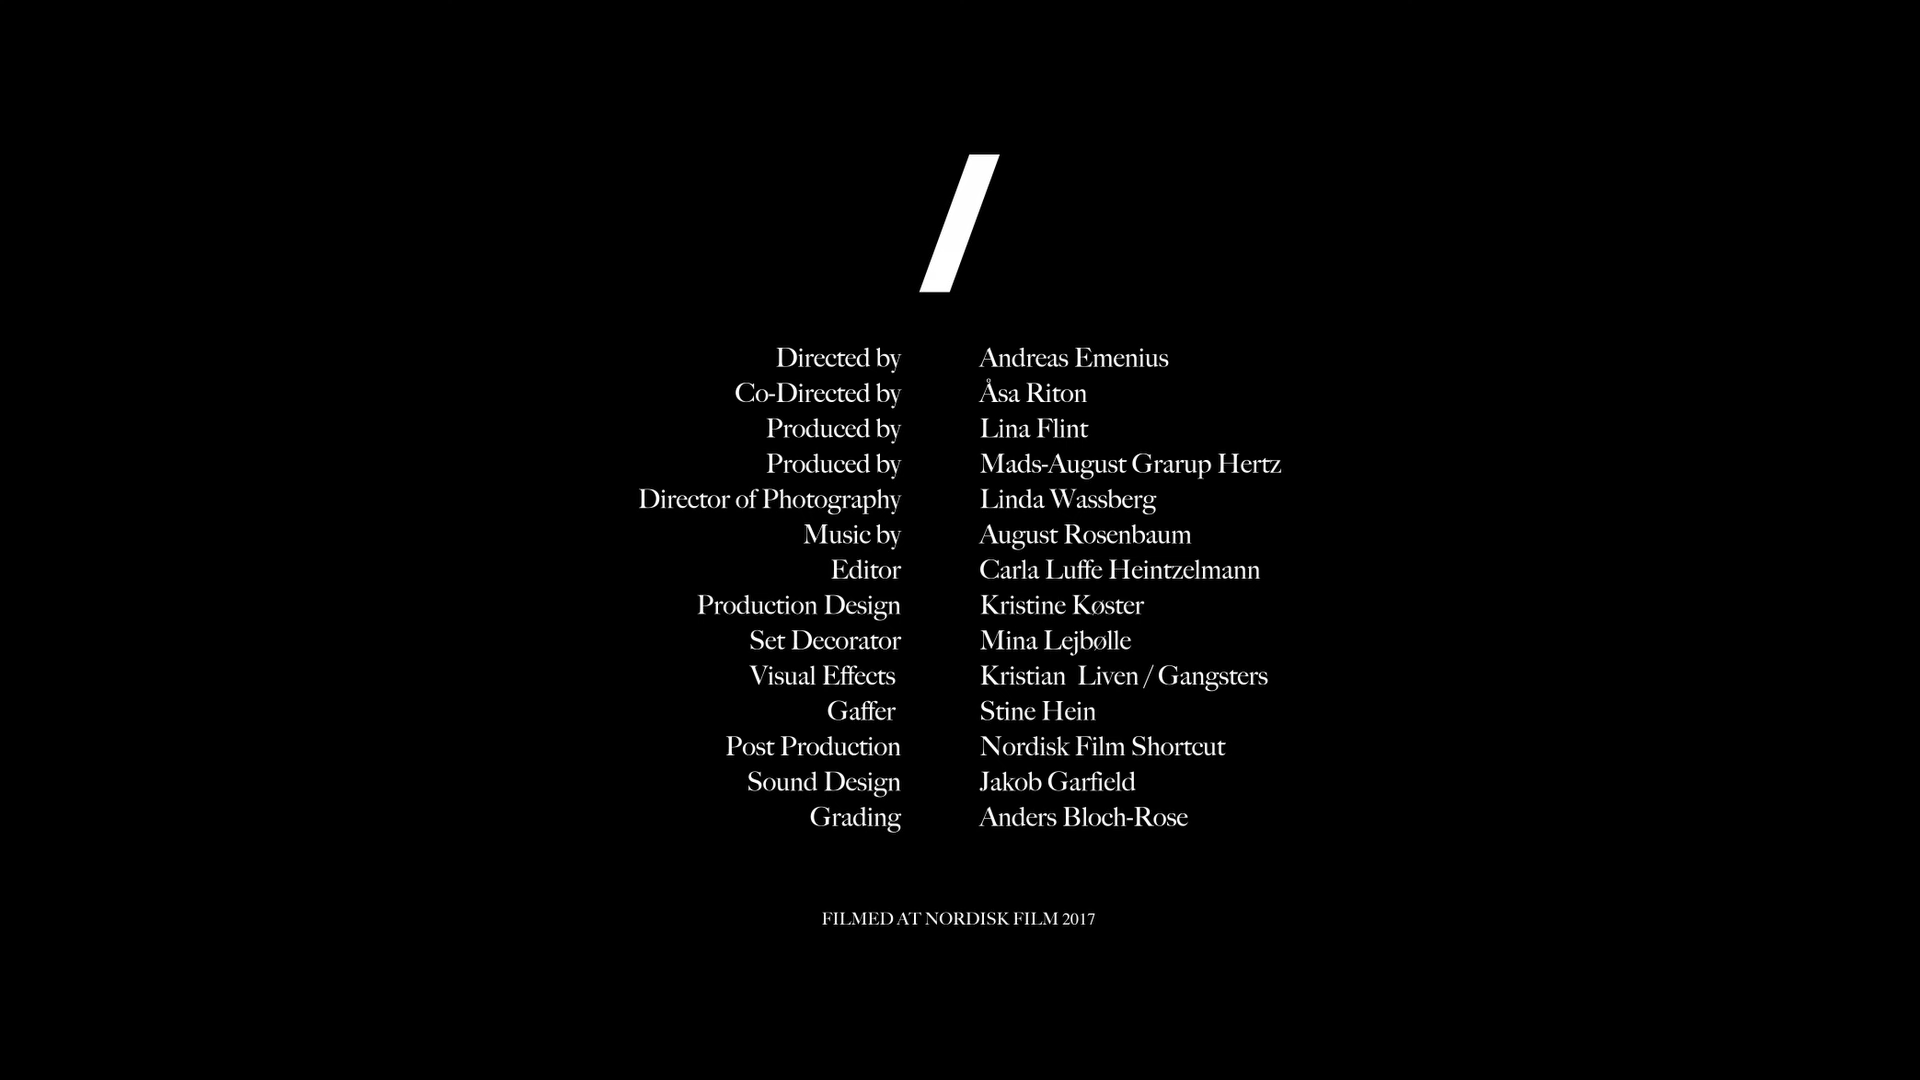 /
Directed by Andreas Emenius
Co-Directed by Åsa Riton
Produced by Lina Flint
Produced by Mads-August Grarup Hertz
Director of Photography Linda Wassberg
Music by August Rosenbaum
Editor Carla Luffe Heintzelmann
Production Design Kristine Køster
Set Decorator Mina Lejbølle
Visual Effects Kristian Liven / Gangsters
Gaffer Stine Hein
Post Production Nordisk Film Shortcut
Sound Design Jakob Garfield
Grading Anders Bloch-Rose
FILMED AT NORDISK FILM 2017